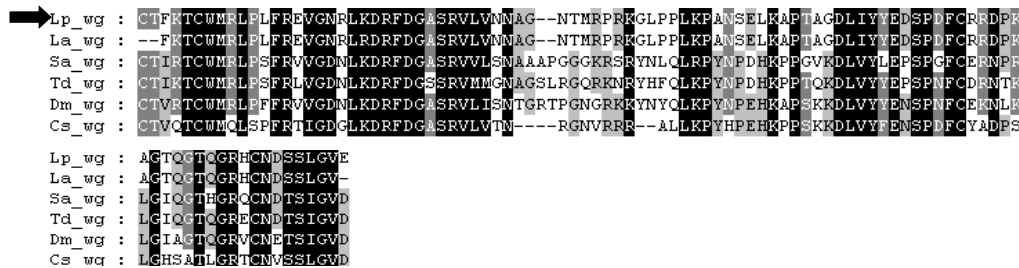 Lp_wg : CTFKTCWMRLPLFREVGNRLKDRFDGASRVLVNNAG--NTMRPRKGLPPLKPANSELKAPTAGDLIYYEDSPDFCRRDPK
La_wg : --FKTCWMRLPLFREVGNRLRDRFDGASRVLVNNAG--NTMRPRKGLPPLKPANSELKAPTAGDLIYYEDSPDFCRRDPK
Sa_wg : CTIRTCWMRLPSFRVVGDNLKDRFDGASRVVLSNAAAPGGGKRSRYNLQLRPYNPDHKPPGVKDLVYLEPSPGFCERNPR
Td_wg : CTIKTCWMRLPSFRLVGDNLKDRFDGSSRVMMGNAGSLRGQRKNRYHFQLKPYNPDHKPPTQKDLVYYEPSPNFCDRNTK
Dm_wg : CTVRTCWMRLPFFRVVGDNLKDRFDGASRVLISNTGRTPGNGRKKYNYQLKPYNPEHKAPSKKDLVYYENSPNFCEKNLK
Cs_wg : CTVQTCWMQLSPFRTIGDGLKDRFDGASRVLVTN----RGNVRRR--ALLKPYHPEHKPPSKKDLVYFENSPDFCYADPS
Lp_wg : AGTQGTQGRHCNDSSLGVE
La_wg : AGTQGTQGRHCNDSSLGV-
Sa_wg : LGIQGTHGRQCNDTSIGVD
Td_wg : LGIQGTQGRECNDTSIGVD
Dm_wg : LGIAGTQGRVCNETSIGVD
Cs_wg : LGHSATLGRTCNVSSLGVD